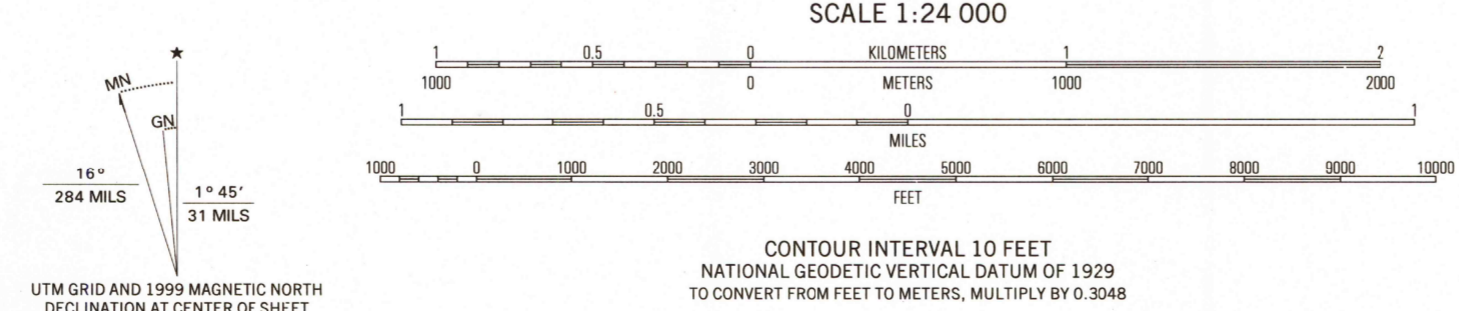 SCALE 1:24 000
1 0.5 0 KILOMETERS 1 2
1000 0 METERS 1000 2000
1 0.5 0 1
MILES
1000 0 1000 2000 3000 4000 5000 6000 7000 8000 9000 10000
FEET
CONTOUR INTERVAL 10 FEET
NATIONAL GEODETIC VERTICAL DATUM OF 1929
TO CONVERT FROM FEET TO METERS, MULTIPLY BY 0.3048
★
MN
GN
16°
284 MILS
1° 45′
31 MILS
UTM GRID AND 1999 MAGNETIC NORTH
DECLINATION AT CENTER OF SHEET